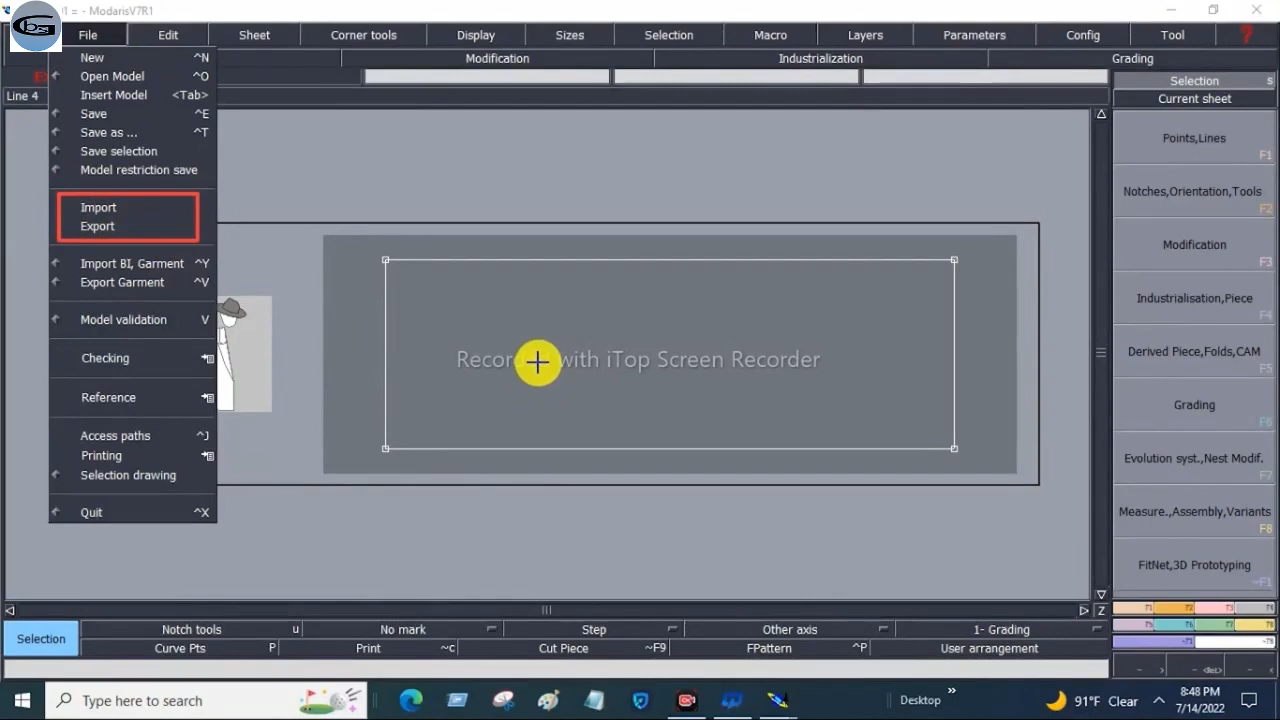 - ModarisV7R1
File Edit Sheet Corner tools Display Sizes Selection Macro Layers Parameters Config Tool ?
Modification Industrialization Grading
Line 4
New ^N
Open Model ^O
Insert Model <Tab>
Save ^E
Save as ... ^T
Save selection
Model restriction save
Import
Export
Import BI, Garment ^Y
Export Garment ^V
Model validation V
Checking
Reference
Access paths ^J
Printing
Selection drawing
Quit ^X
with iTop Screen Recorder
Selection s
Current sheet
Points,Lines F1
Notches,Orientation,Tools F2
Modification F3
Industrialisation,Piece F4
Derived Piece,Folds,CAM F5
Grading F6
Evolution syst.,Nest Modif. F7
Measure.,Assembly,Variants F8
FitNet,3D Prototyping ~F1
Z
Selection
Notch tools u No mark Step Other axis 1- Grading
Curve Pts P Print ~c Cut Piece ~F9 FPattern ^P User arrangement
Type here to search
Desktop
91°F Clear
8:48 PM
7/14/2022